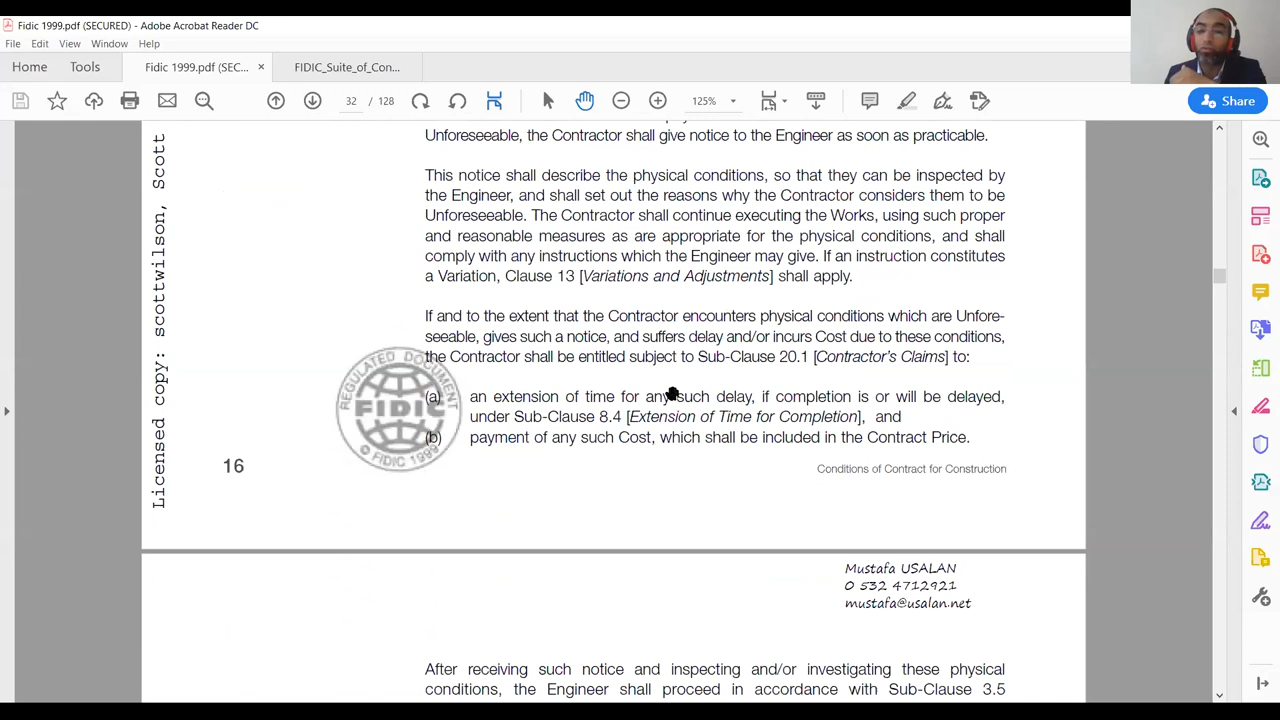 Fidic 1999.pdf (SECURED) - Adobe Acrobat Reader DC
File Edit View Window Help
Home Tools Fidic 1999.pdf (SEC... × FIDIC_Suite_of_Con...
32 / 128 125% Share
Unforeseeable, the Contractor shall give notice to the Engineer as soon as practicable.
This notice shall describe the physical conditions, so that they can be inspected by
the Engineer, and shall set out the reasons why the Contractor considers them to be
Unforeseeable. The Contractor shall continue executing the Works, using such proper
and reasonable measures as are appropriate for the physical conditions, and shall
comply with any instructions which the Engineer may give. If an instruction constitutes
a Variation, Clause 13 [Variations and Adjustments] shall apply.
If and to the extent that the Contractor encounters physical conditions which are Unfore-
seeable, gives such a notice, and suffers delay and/or incurs Cost due to these conditions,
the Contractor shall be entitled subject to Sub-Clause 20.1 [Contractor's Claims] to:
(a) an extension of time for any such delay, if completion is or will be delayed,
under Sub-Clause 8.4 [Extension of Time for Completion], and
(b) payment of any such Cost, which shall be included in the Contract Price.
16
Conditions of Contract for Construction
Licensed copy: scottwilson, Scott
REGULATED DOCUMENT
FIDIC
© FIDIC 1999
Mustafa USALAN
0 532 4712921
mustafa@usalan.net
After receiving such notice and inspecting and/or investigating these physical
conditions, the Engineer shall proceed in accordance with Sub-Clause 3.5